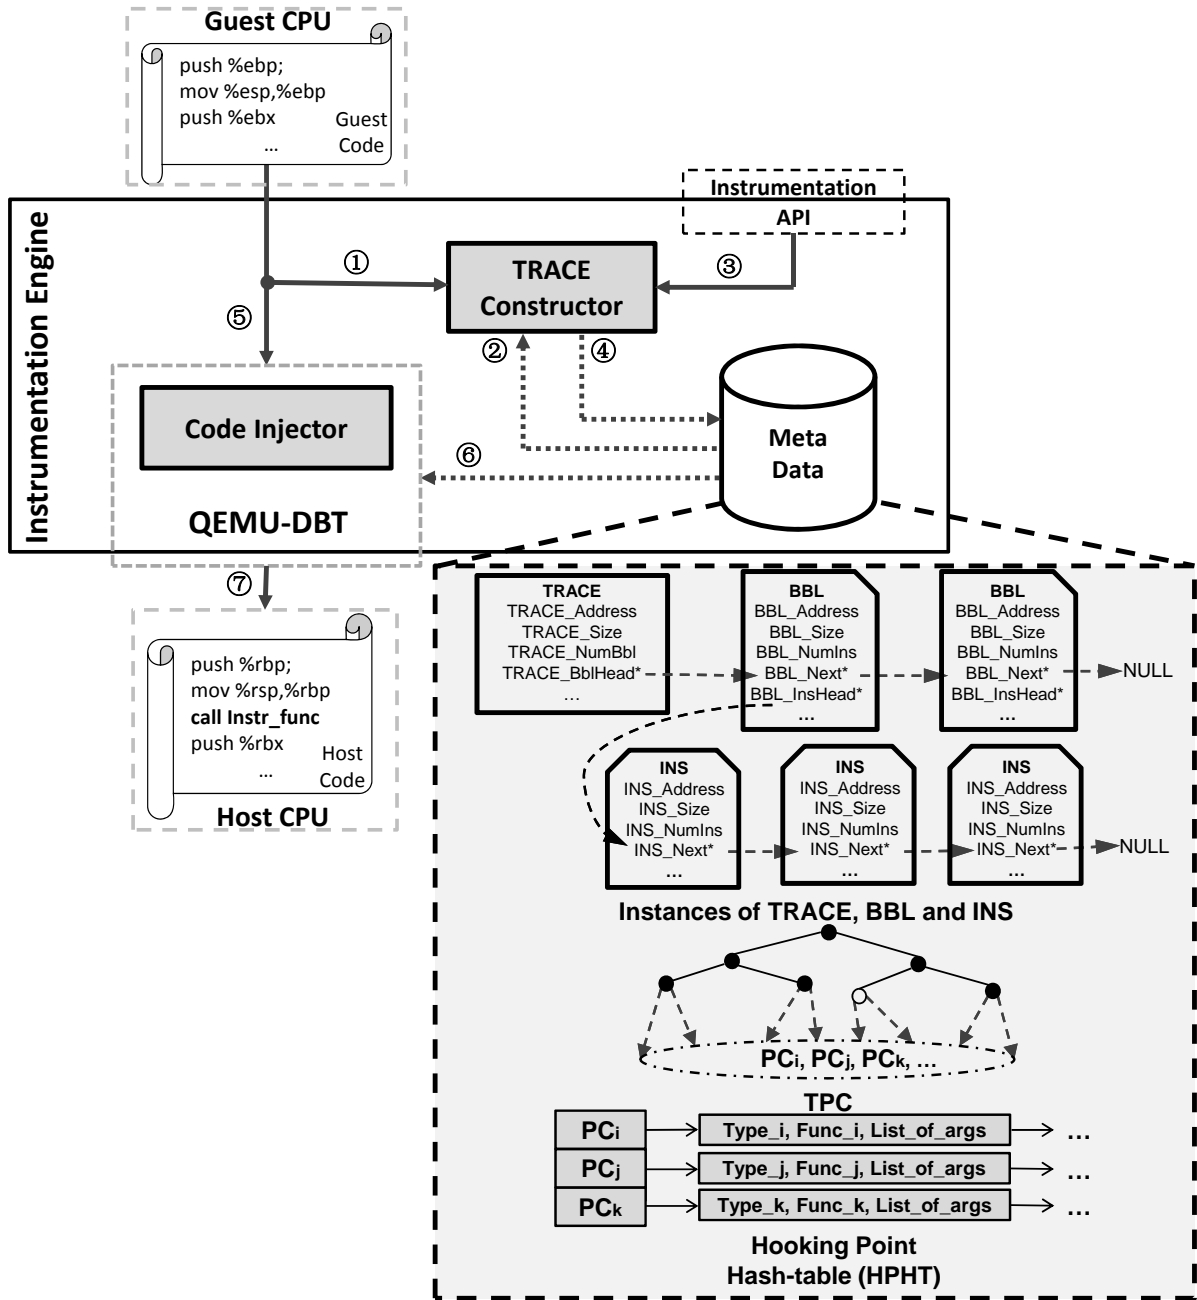 Guest CPU
push %ebp;
mov %esp,%ebp
push %ebx
...
Guest
Code
Instrumentation Engine
Instrumentation
API
①
TRACE
Constructor
③
⑤
②
④
Code Injector
QEMU-DBT
⑥
Meta
Data
⑦
push %rbp;
mov %rsp,%rbp
call Instr_func
push %rbx
...
Host
Code
Host CPU
TRACE
TRACE_Address
TRACE_Size
TRACE_NumBbl
TRACE_BblHead*
...
BBL
BBL_Address
BBL_Size
BBL_NumIns
BBL_Next*
BBL_InsHead*
...
BBL
BBL_Address
BBL_Size
BBL_NumIns
BBL_Next*
BBL_InsHead*
...
NULL
INS
INS_Address
INS_Size
INS_NumIns
INS_Next*
...
INS
INS_Address
INS_Size
INS_NumIns
INS_Next*
...
INS
INS_Address
INS_Size
INS_NumIns
INS_Next*
...
NULL
Instances of TRACE, BBL and INS
PCi, PCj, PCk, ...
TPC
PCi Type_i, Func_i, List_of_args ...
PCj Type_j, Func_j, List_of_args ...
PCk Type_k, Func_k, List_of_args ...
Hooking Point
Hash-table (HPHT)